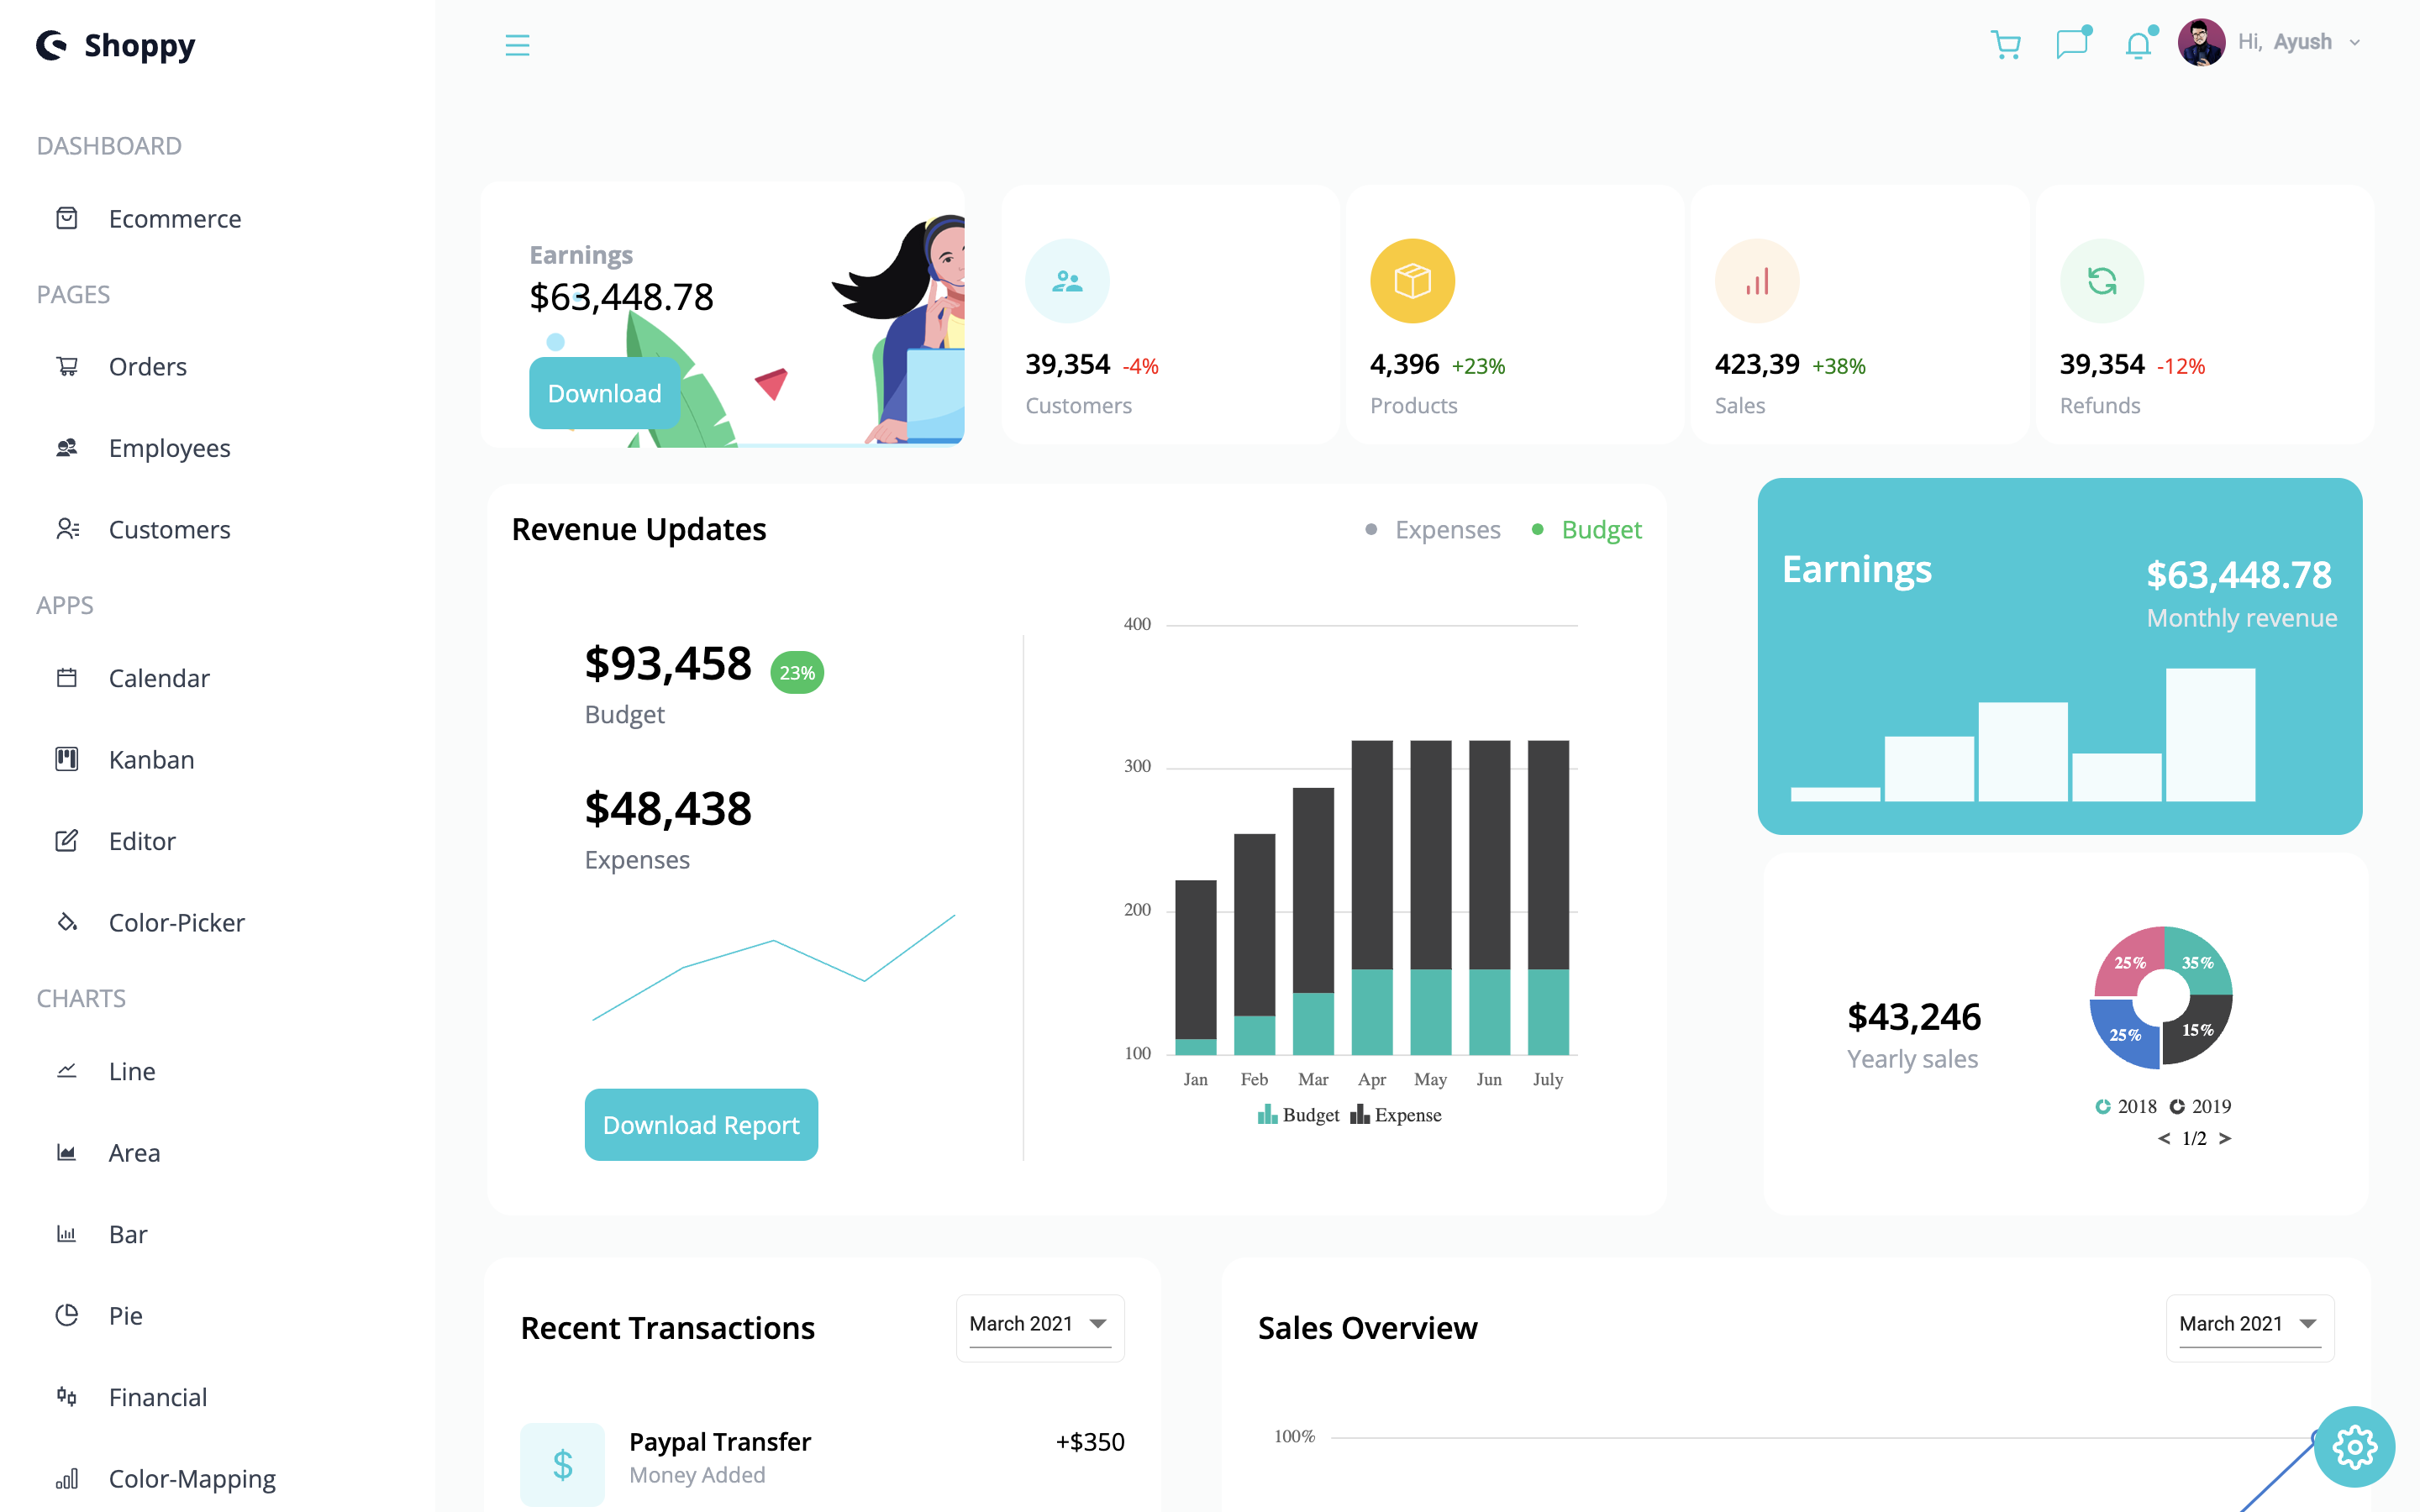 Shoppy
Hi, Ayush
DASHBOARD
Ecommerce
PAGES
Orders
Employees
Customers
APPS
Calendar
Kanban
Editor
Color-Picker
CHARTS
Line
Area
Bar
Pie
Financial
Color-Mapping
Earnings
$63,448.78
Download
39,354 -4%
Customers
4,396 +23%
Products
423,39 +38%
Sales
39,354 -12%
Refunds
Revenue Updates
Expenses
Budget
$93,458 23%
Budget
$48,438
Expenses
Download Report
400
300
200
100
Jan Feb Mar Apr May Jun July
Budget Expense
Earnings
$63,448.78
Monthly revenue
$43,246
Yearly sales
25% 35%
25% 15%
2018 2019
< 1/2 >
Recent Transactions
March 2021
$
Paypal Transfer
+$350
Money Added
Sales Overview
March 2021
100%